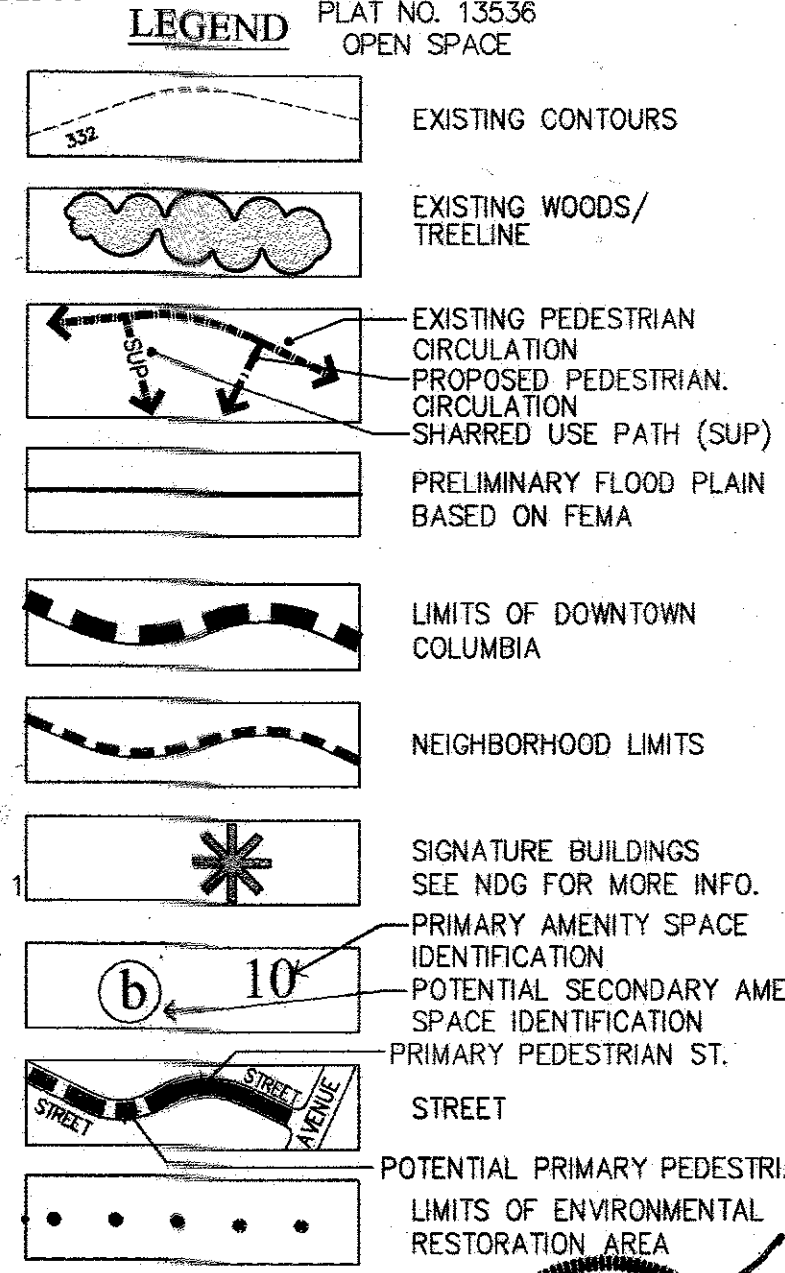 LEGEND
PLAT NO. 13536
OPEN SPACE
332
EXISTING CONTOURS
EXISTING WOODS/
TREELINE
SUP
EXISTING PEDESTRIAN
CIRCULATION
PROPOSED PEDESTRIAN.
CIRCULATION
SHARRED USE PATH (SUP)
PRELIMINARY FLOOD PLAIN
BASED ON FEMA
LIMITS OF DOWNTOWN
COLUMBIA
NEIGHBORHOOD LIMITS
1
SIGNATURE BUILDINGS
SEE NDG FOR MORE INFO.
b
10
PRIMARY AMENITY SPACE
IDENTIFICATION
POTENTIAL SECONDARY AME
SPACE IDENTIFICATION
PRIMARY PEDESTRIAN ST.
STREET
STREET
AVENUE
STREET
POTENTIAL PRIMARY PEDESTRI
LIMITS OF ENVIRONMENTAL
RESTORATION AREA